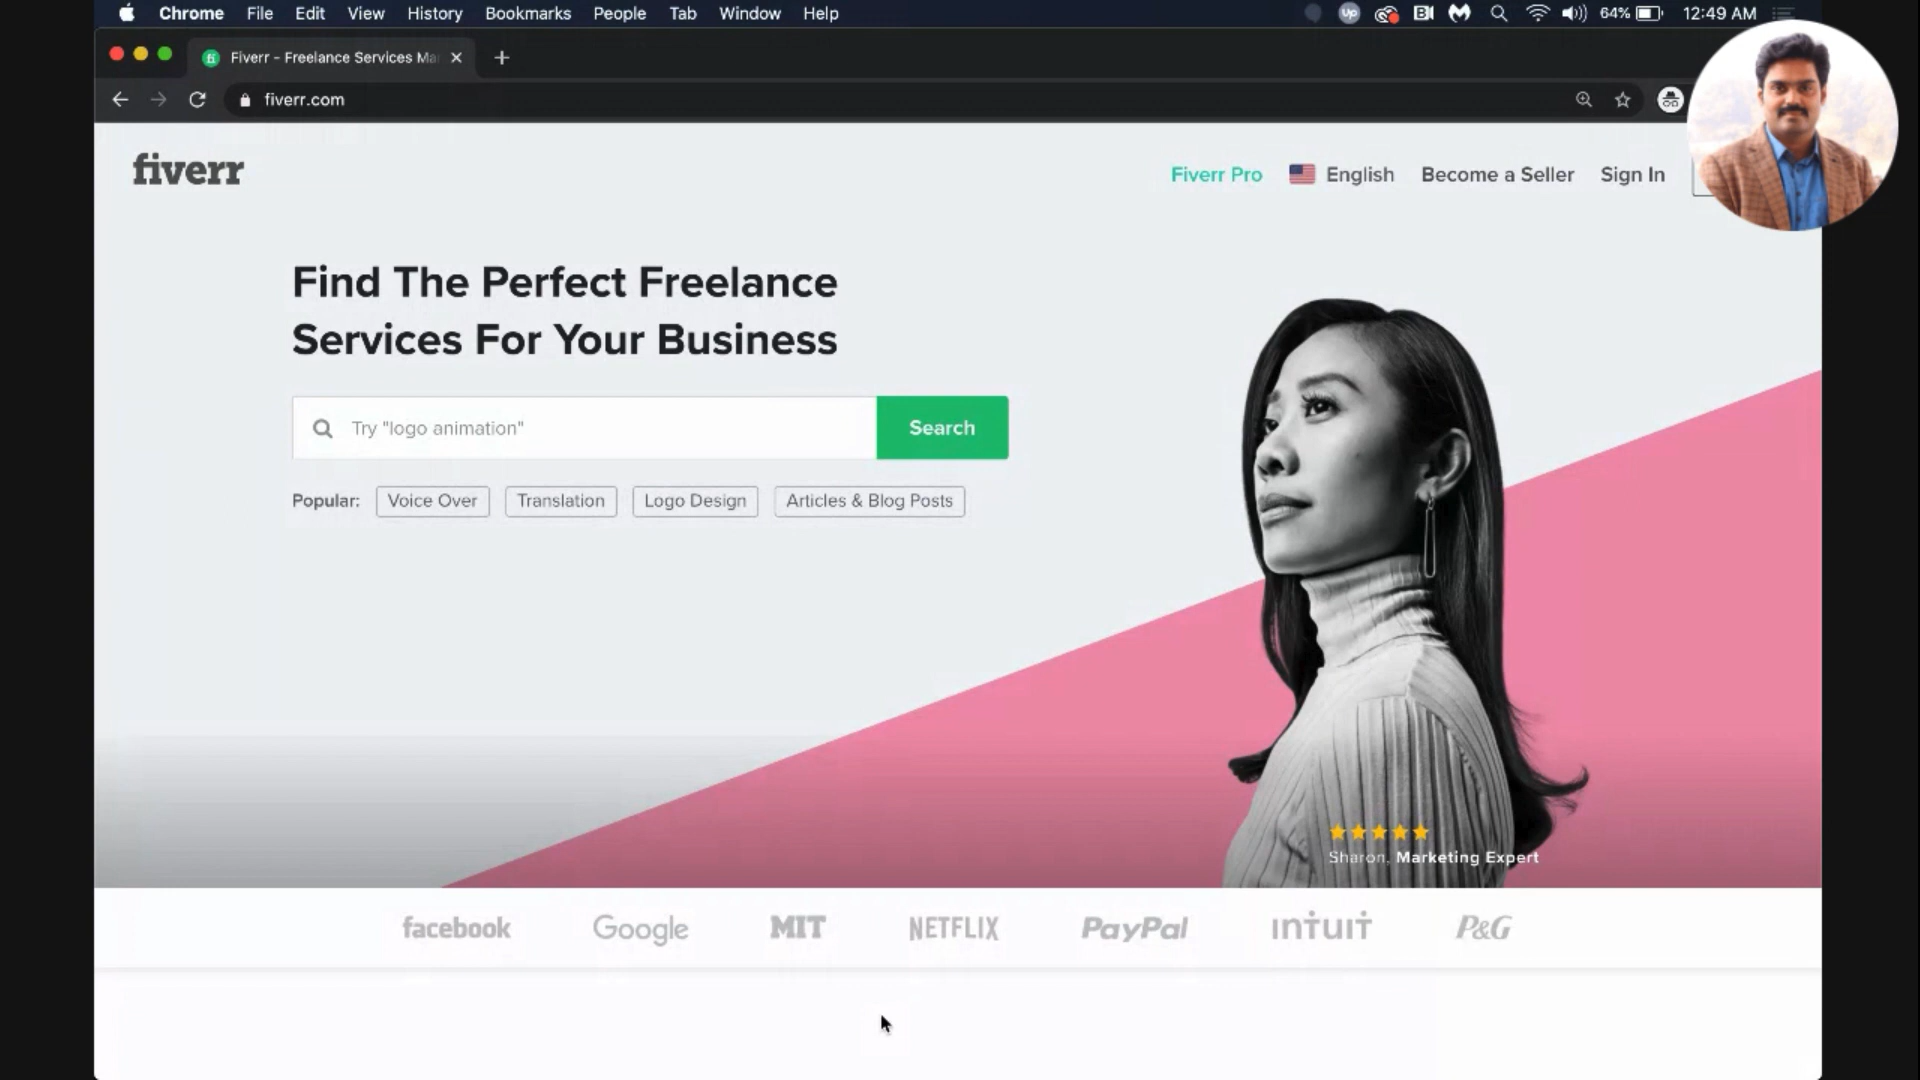 Chrome File Edit View History Bookmarks People Tab Window Help
Up 64% 12:49 AM
fi Fiverr - Freelance Services Ma
fiverr.com
fiverr
Fiverr Pro English Become a Seller Sign In
Find The Perfect Freelance
Services For Your Business
Try "logo animation"
Search
Popular: Voice Over Translation Logo Design Articles & Blog Posts
Sharon, Marketing Expert
facebook Google MIT NETFLIX PayPal intuit P&G